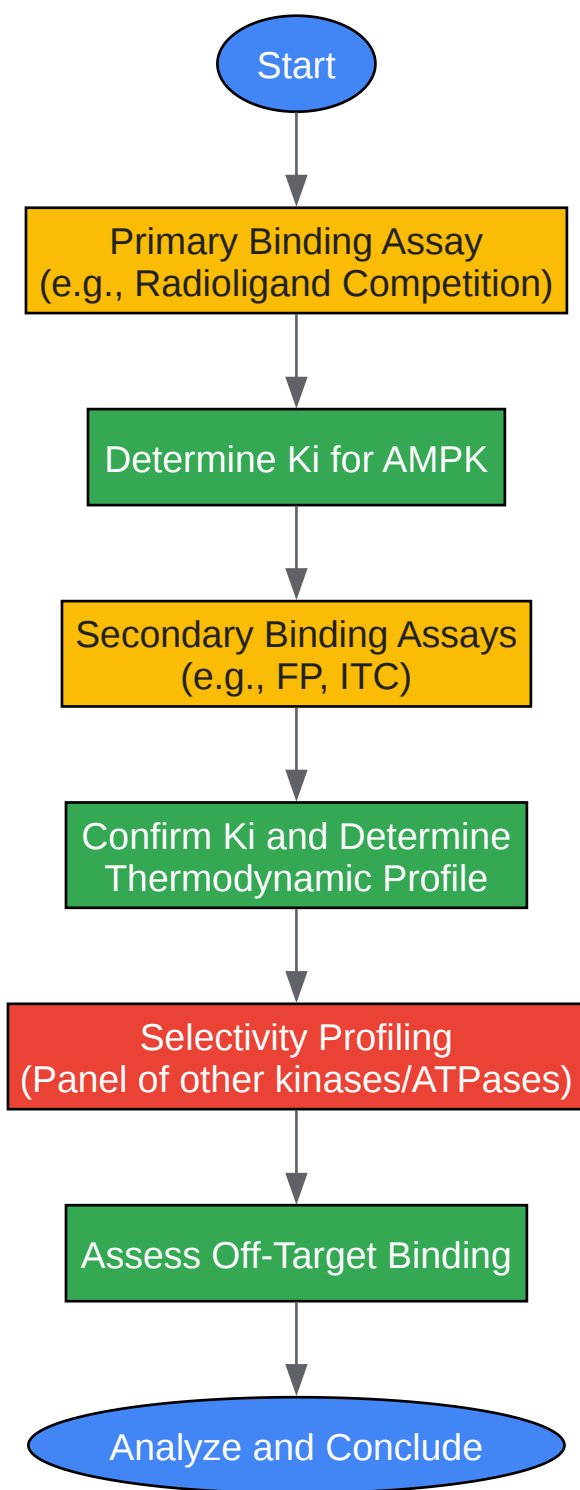 Start
Primary Binding Assay
(e.g., Radioligand Competition)
Determine Ki for AMPK
Secondary Binding Assays
(e.g., FP, ITC)
Confirm Ki and Determine
Thermodynamic Profile
Selectivity Profiling
(Panel of other kinases/ATPases)
Assess Off-Target Binding
Analyze and Conclude